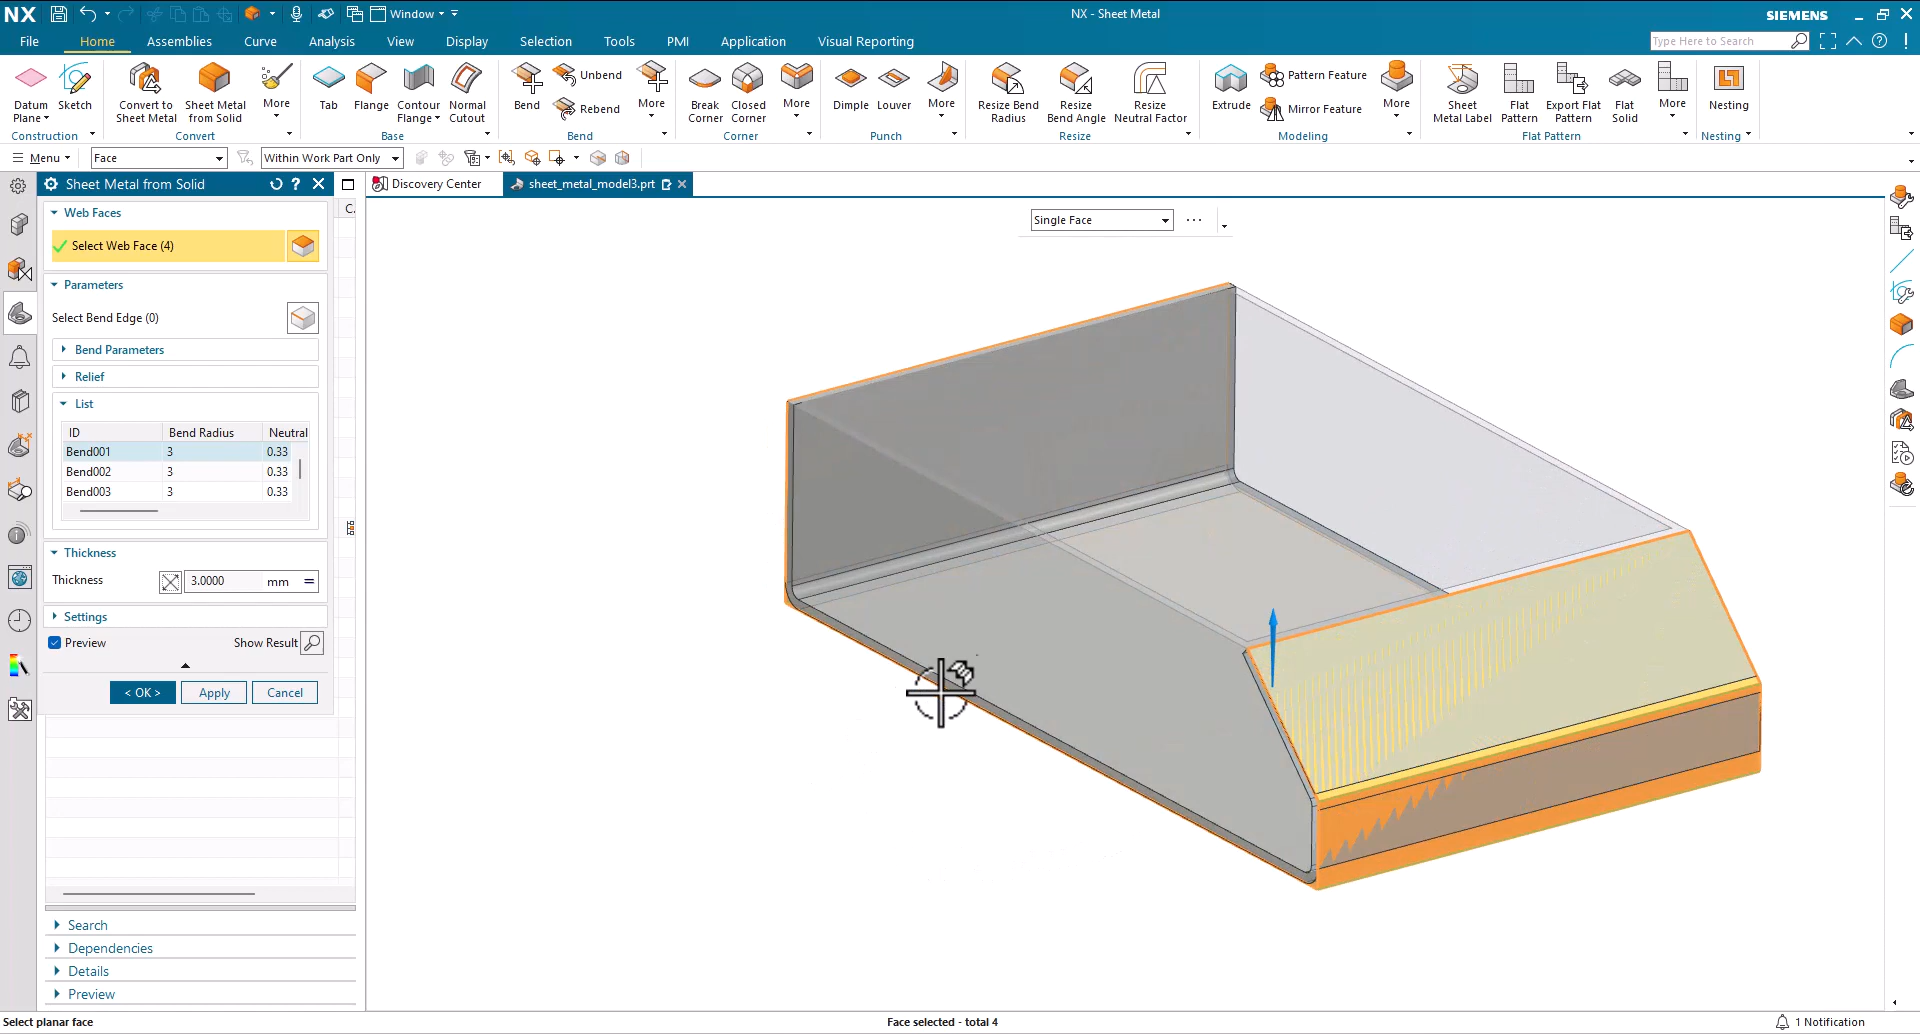 NX
Window
NX - Sheet Metal
SIEMENS
File
Home
Assemblies
Curve
Analysis
View
Display
Selection
Tools
PMI
Application
Visual Reporting
Type Here to Search
Datum
Plane
Sketch
Convert to
Sheet Metal
Sheet Metal
from Solid
More
Tab
Flange
Contour
Flange
Normal
Cutout
Bend
Unbend
Rebend
More
Break
Corner
Closed
Corner
More
Dimple
Louver
More
Resize Bend
Radius
Resize
Bend Angle
Resize
Neutral Factor
Extrude
Pattern Feature
Mirror Feature
More
Sheet
Metal Label
Flat
Pattern
Export Flat
Pattern
Flat
Solid
More
Nesting
Construction
Convert
Base
Bend
Corner
Punch
Resize
Modeling
Flat Pattern
Nesting
Menu
Face
Within Work Part Only
Sheet Metal from Solid
Discovery Center
sheet_metal_model3.prt
C.
Single Face
Web Faces
Select Web Face (4)
Parameters
Select Bend Edge (0)
Bend Parameters
Relief
List
ID Bend Radius Neutral
Bend001 3 0.33
Bend002 3 0.33
Bend003 3 0.33
Thickness
Thickness 3.0000 mm =
Settings
Preview Show Result
< OK > Apply Cancel
Search
Dependencies
Details
Preview
Select planar face
Face selected - total 4
1 Notification